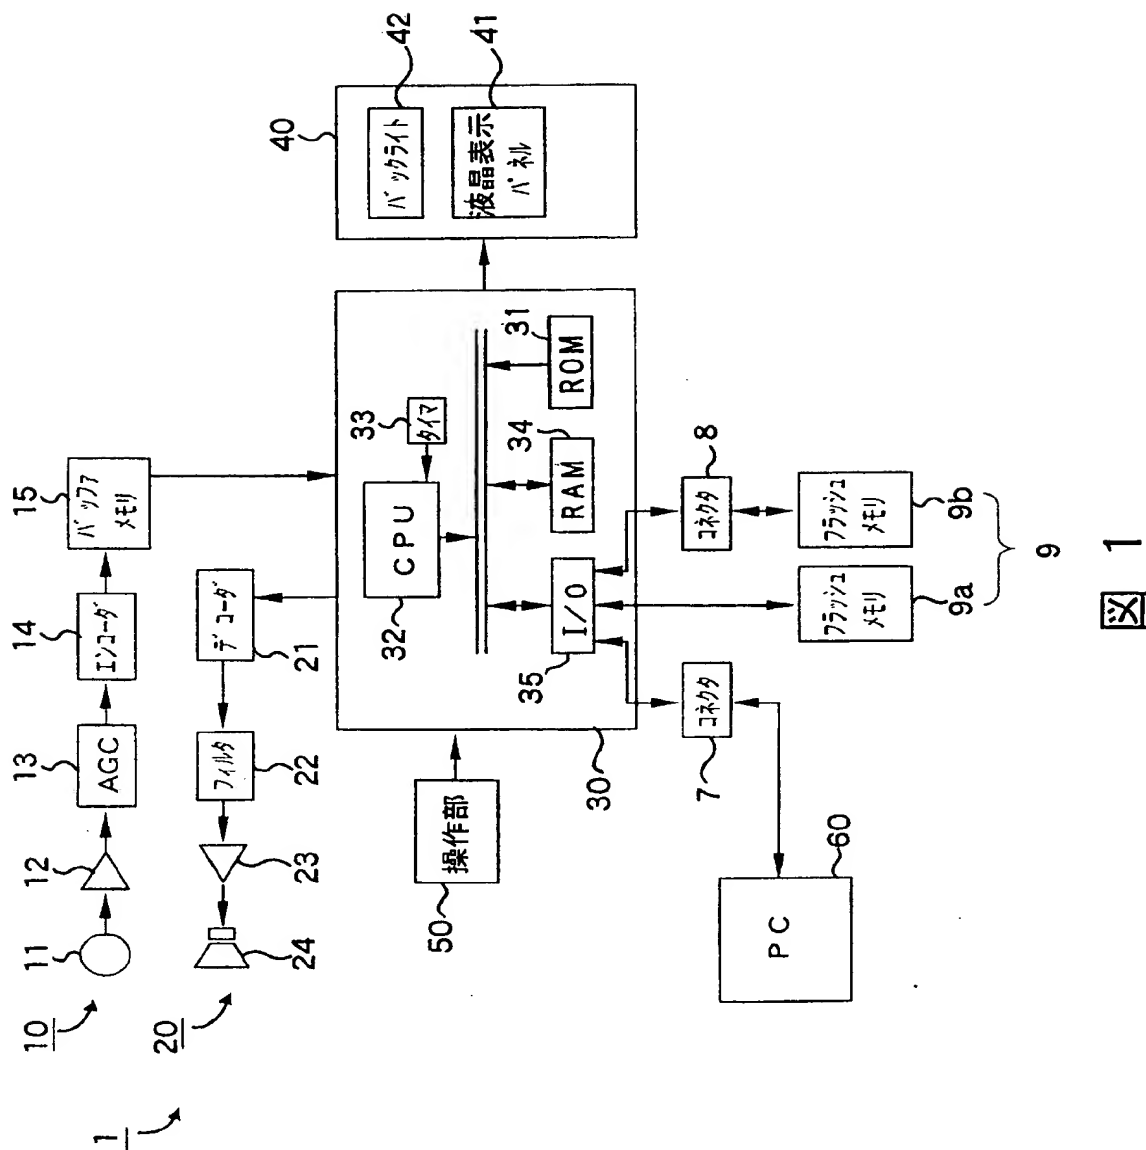 1
10
11
12
13
AGC
14
エンコーダ
15
バッファ
メモリ
20
24
23
22
フィルタ
21
デコーダ
50
操作部
30
32
CPU
33
タイマ
35
I/O
34
RAM
31
ROM
40
42
バックライト
41
液晶表示
パネル
60
PC
7
コネクタ
8
コネクタ
フラッシュ
メモリ
9a
フラッシュ
メモリ
9b
9
図 1